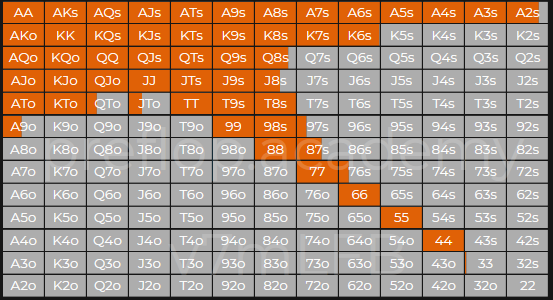 AA AKs AQs AJs ATs A9s A8s A7s A6s A5s A4s A3s A2s
AKo KK KQs KJs KTs K9s K8s K7s K6s K5s K4s K3s K2s
AQo KQo QQ QJs QTs Q9s Q8s Q7s Q6s Q5s Q4s Q3s Q2s
AJo KJo QJo JJ JTs J9s J8s J7s J6s J5s J4s J3s J2s
ATo KTo QTo JTo TT T9s T8s T7s T6s T5s T4s T3s T2s
A9o K9o Q9o J9o T9o 99 98s 97s 96s 95s 94s 93s 92s
A8o K8o Q8o J8o T8o 98o 88 87s 86s 85s 84s 83s 82s
A7o K7o Q7o J7o T7o 97o 87o 77 76s 75s 74s 73s 72s
A6o K6o Q6o J6o T6o 96o 86o 76o 66 65s 64s 63s 62s
A5o K5o Q5o J5o T5o 95o 85o 75o 65o 55 54s 53s 52s
A4o K4o Q4o J4o T4o 94o 84o 74o 64o 54o 44 43s 42s
A3o K3o Q3o J3o T3o 93o 83o 73o 63o 53o 43o 33 32s
A2o K2o Q2o J2o T2o 92o 82o 72o 62o 52o 42o 32o 22
preflop.academy